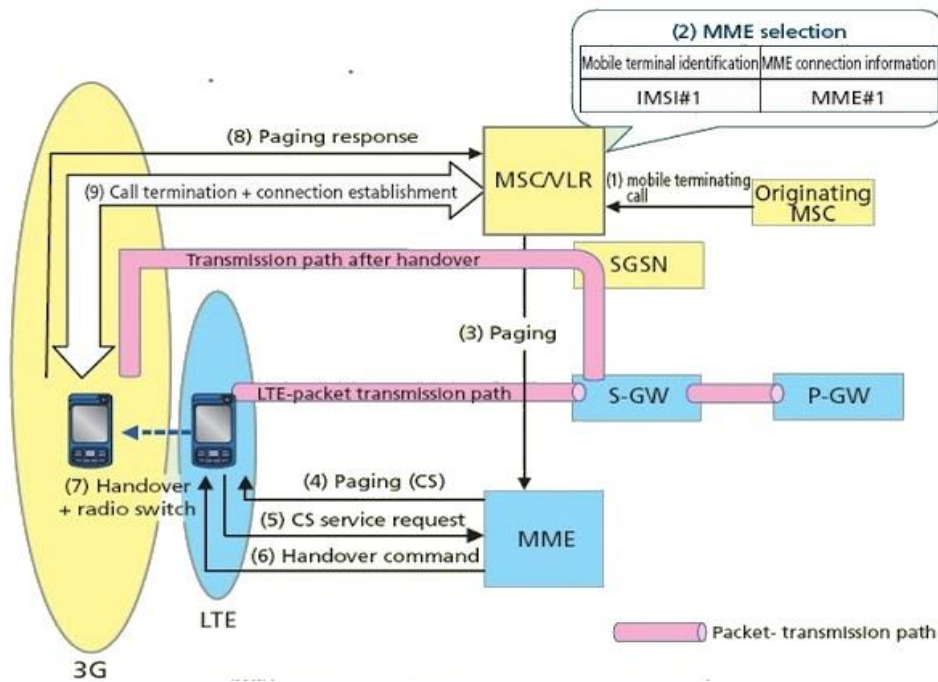 (2) MME selection
Mobile terminal identification
MME connection information
IMSI#1
MME#1
(8) Paging response
MSC/VLR
(9) Call termination + connection establishment
(1) mobile terminating
call
Originating
MSC
Transmission path after handover
SGSN
(3) Paging
LTE-packet transmission path
S-GW
P-GW
(7) Handover
+ radio switch
(4) Paging (CS)
(5) CS service request
(6) Handover command
MME
LTE
3G
Packet- transmission path